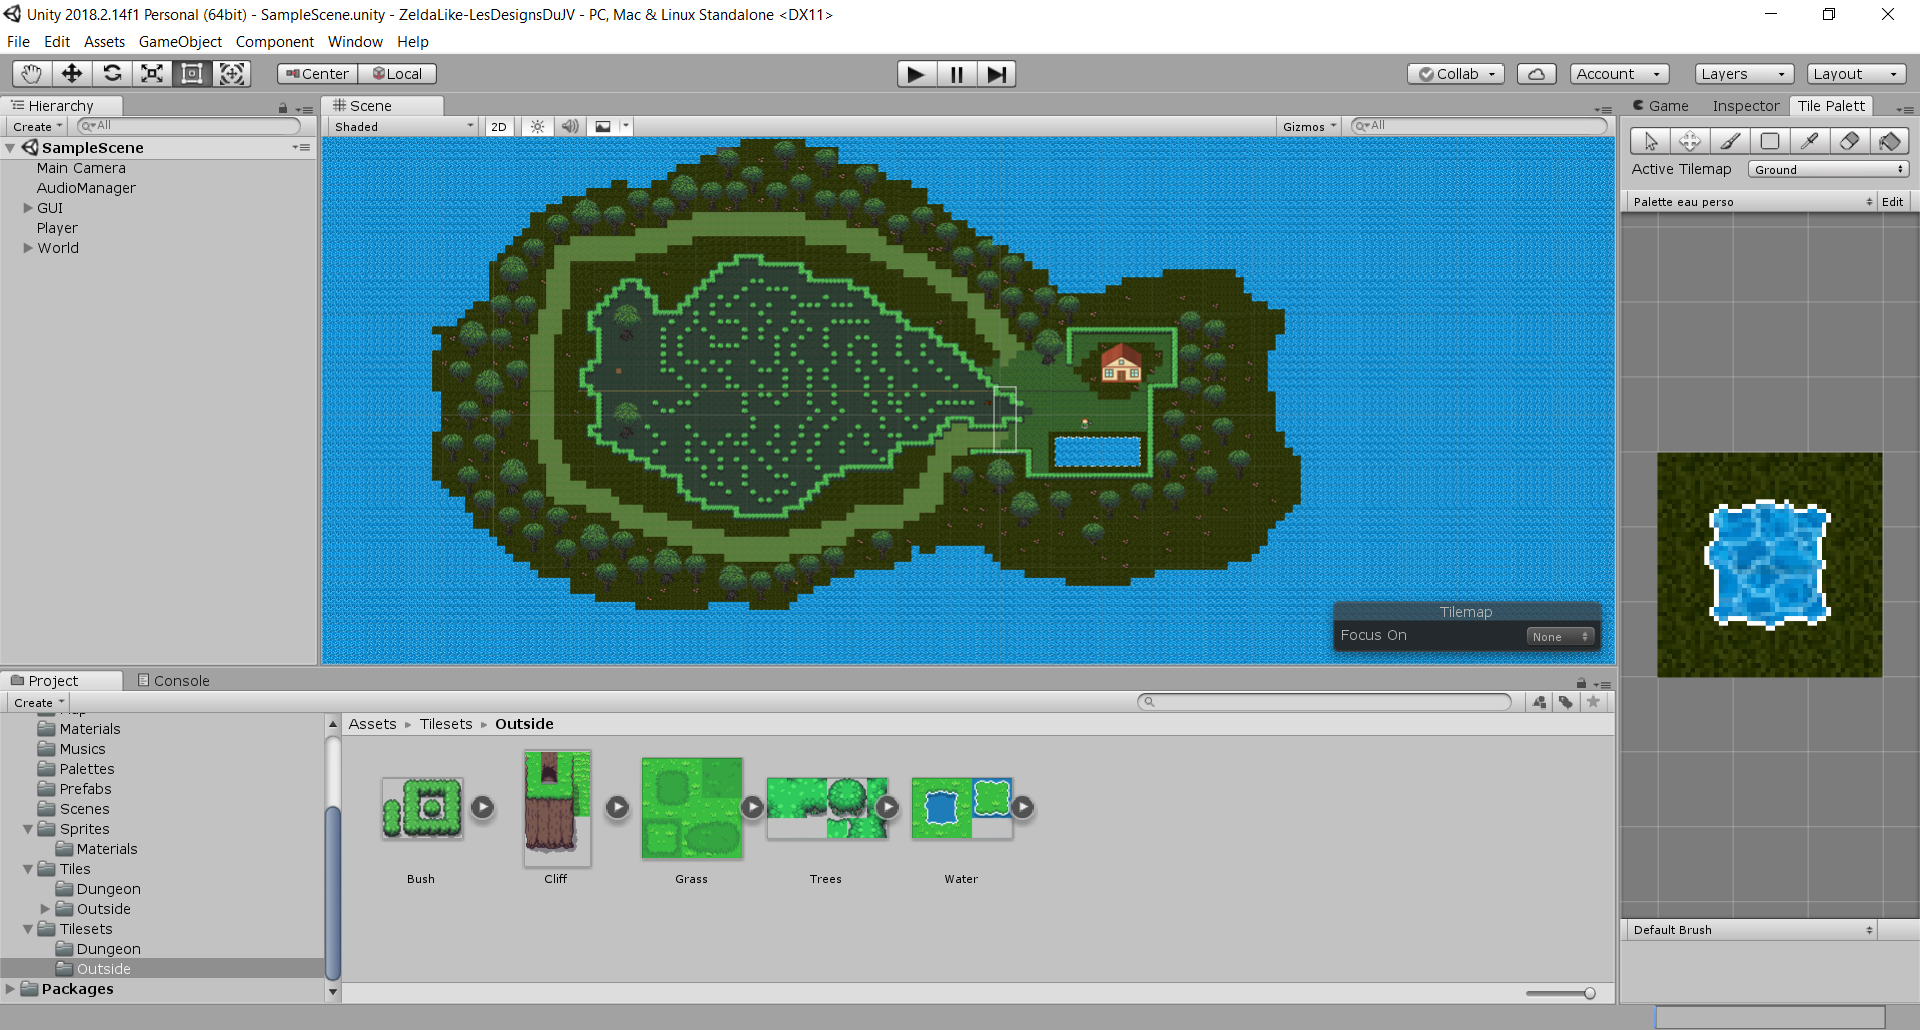 Unity 2018.2.14f1 Personal (64bit) - SampleScene.unity - ZeldaLike-LesDesignsDuJV - PC, Mac & Linux Standalone <DX11>
File Edit Assets GameObject Component Window Help
Center Local Collab Account Layers Layout
Hierarchy
Create All
SampleScene
Main Camera
AudioManager
GUI
Player
World
Scene
Shaded 2D Gizmos All
Tilemap
Focus On None
Game Inspector Tile Palett
Active Tilemap Ground
Palette eau perso Edit
Default Brush
Project Console
Create
Materials
Musics
Palettes
Prefabs
Scenes
Sprites
Materials
Tiles
Dungeon
Outside
Tilesets
Dungeon
Outside
Packages
Assets Tilesets Outside
Bush Cliff Grass Trees Water